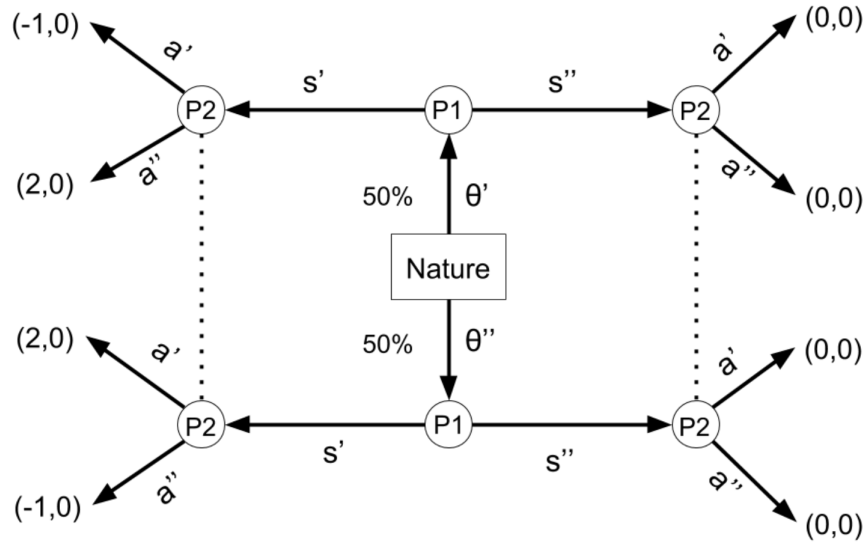 (-1,0)
a’
s’
s’’
a’
(0,0)
P2
P1
P2
(2,0)
a’’
50%
θ’
a’’
(0,0)
Nature
(2,0)
a’
50%
θ’’
a’
(0,0)
P2
P1
P2
s’
s’’
(-1,0)
a’’
a’’
(0,0)